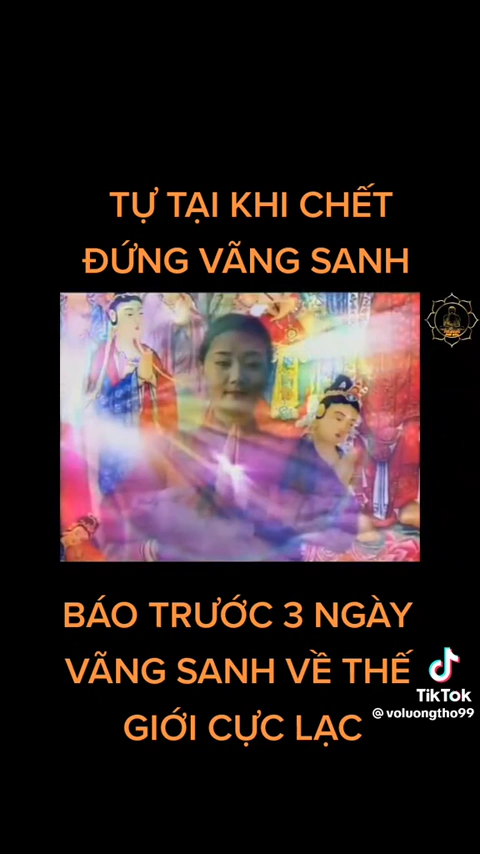 TỰ TẠI KHI CHẾT
ĐỨNG VÃNG SANH
BÁO TRƯỚC 3 NGÀY
VÃNG SANH VỀ THẾ
GIỚI CỰC LẠC
TikTok
@voluongtho99